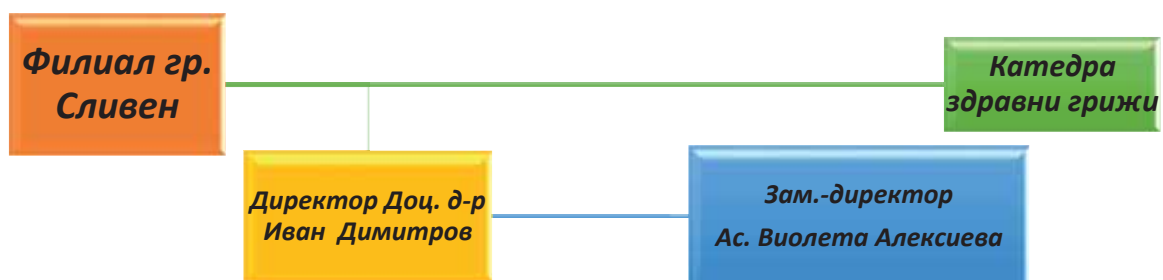 Филиал гр.
Сливен
Катедра
здравни грижи
Директор Доц. д-р
Иван Димитров
Зам.-директор
Ас. Виолета Алексиева